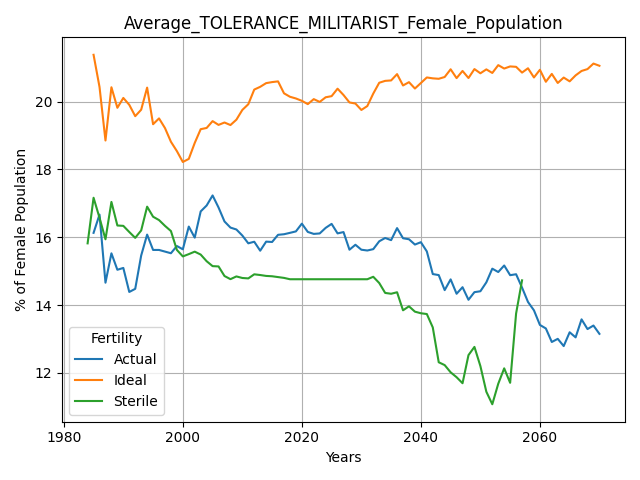 Average_TOLERANCE_MILITARIST_Female_Population
% of Female Population
20
18
16
14
12
Fertility
Actual
Ideal
Sterile
1980
2000
2020
2040
2060
Years